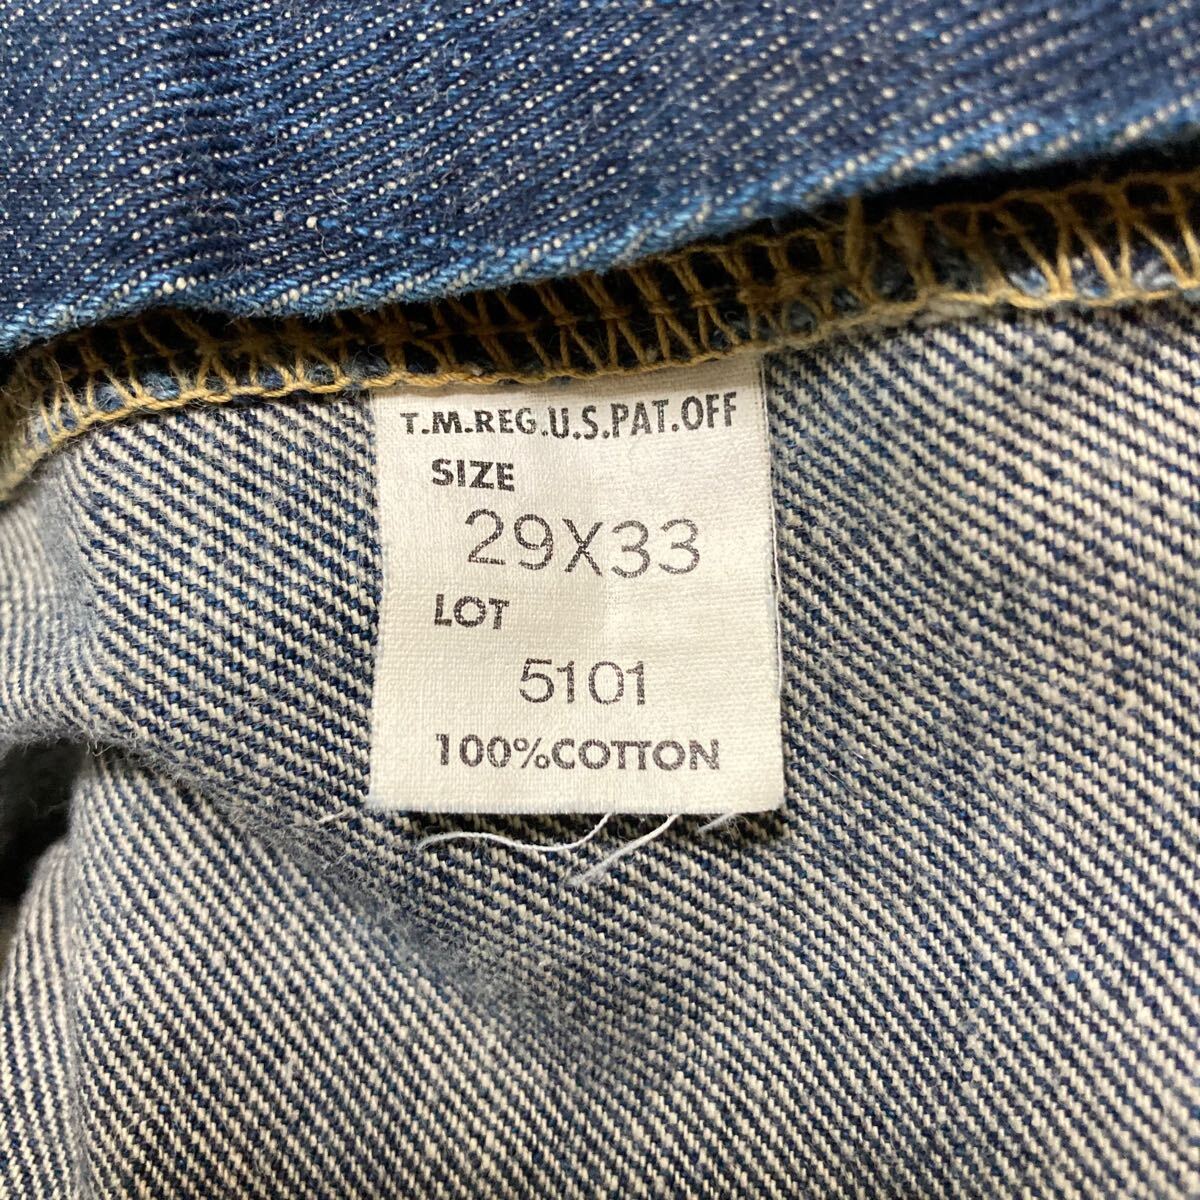 T.M.REG.U.S.PAT.OFF
SIZE
29X33
LOT
5101
100%COTTON